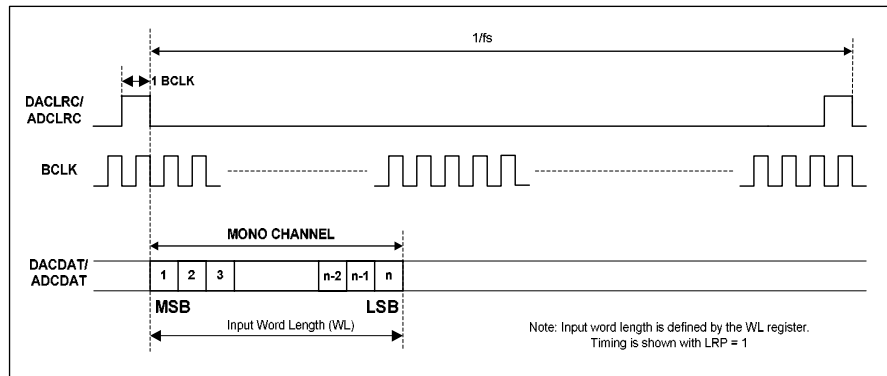 1/fs
1 BCLK
DACLRC/
ADCLRC
BCLK
MONO CHANNEL
DACDAT/
ADCDAT
1 2 3 n-2 n-1 n
MSB LSB
Input Word Length (WL)
Note: Input word length is defined by the WL register.
Timing is shown with LRP = 1